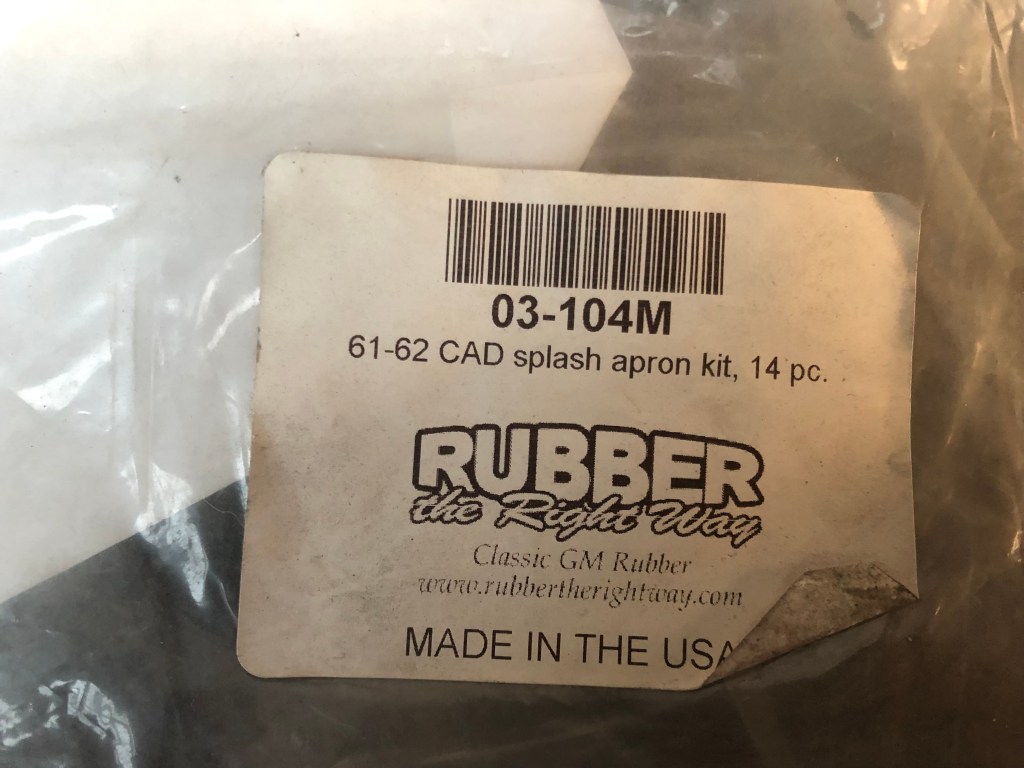 03-104M
61-62 CAD splash apron kit, 14 pc.
RUBBER
the Right Way
Classic GM Rubber
www.rubbertherightway.com
MADE IN THE USA